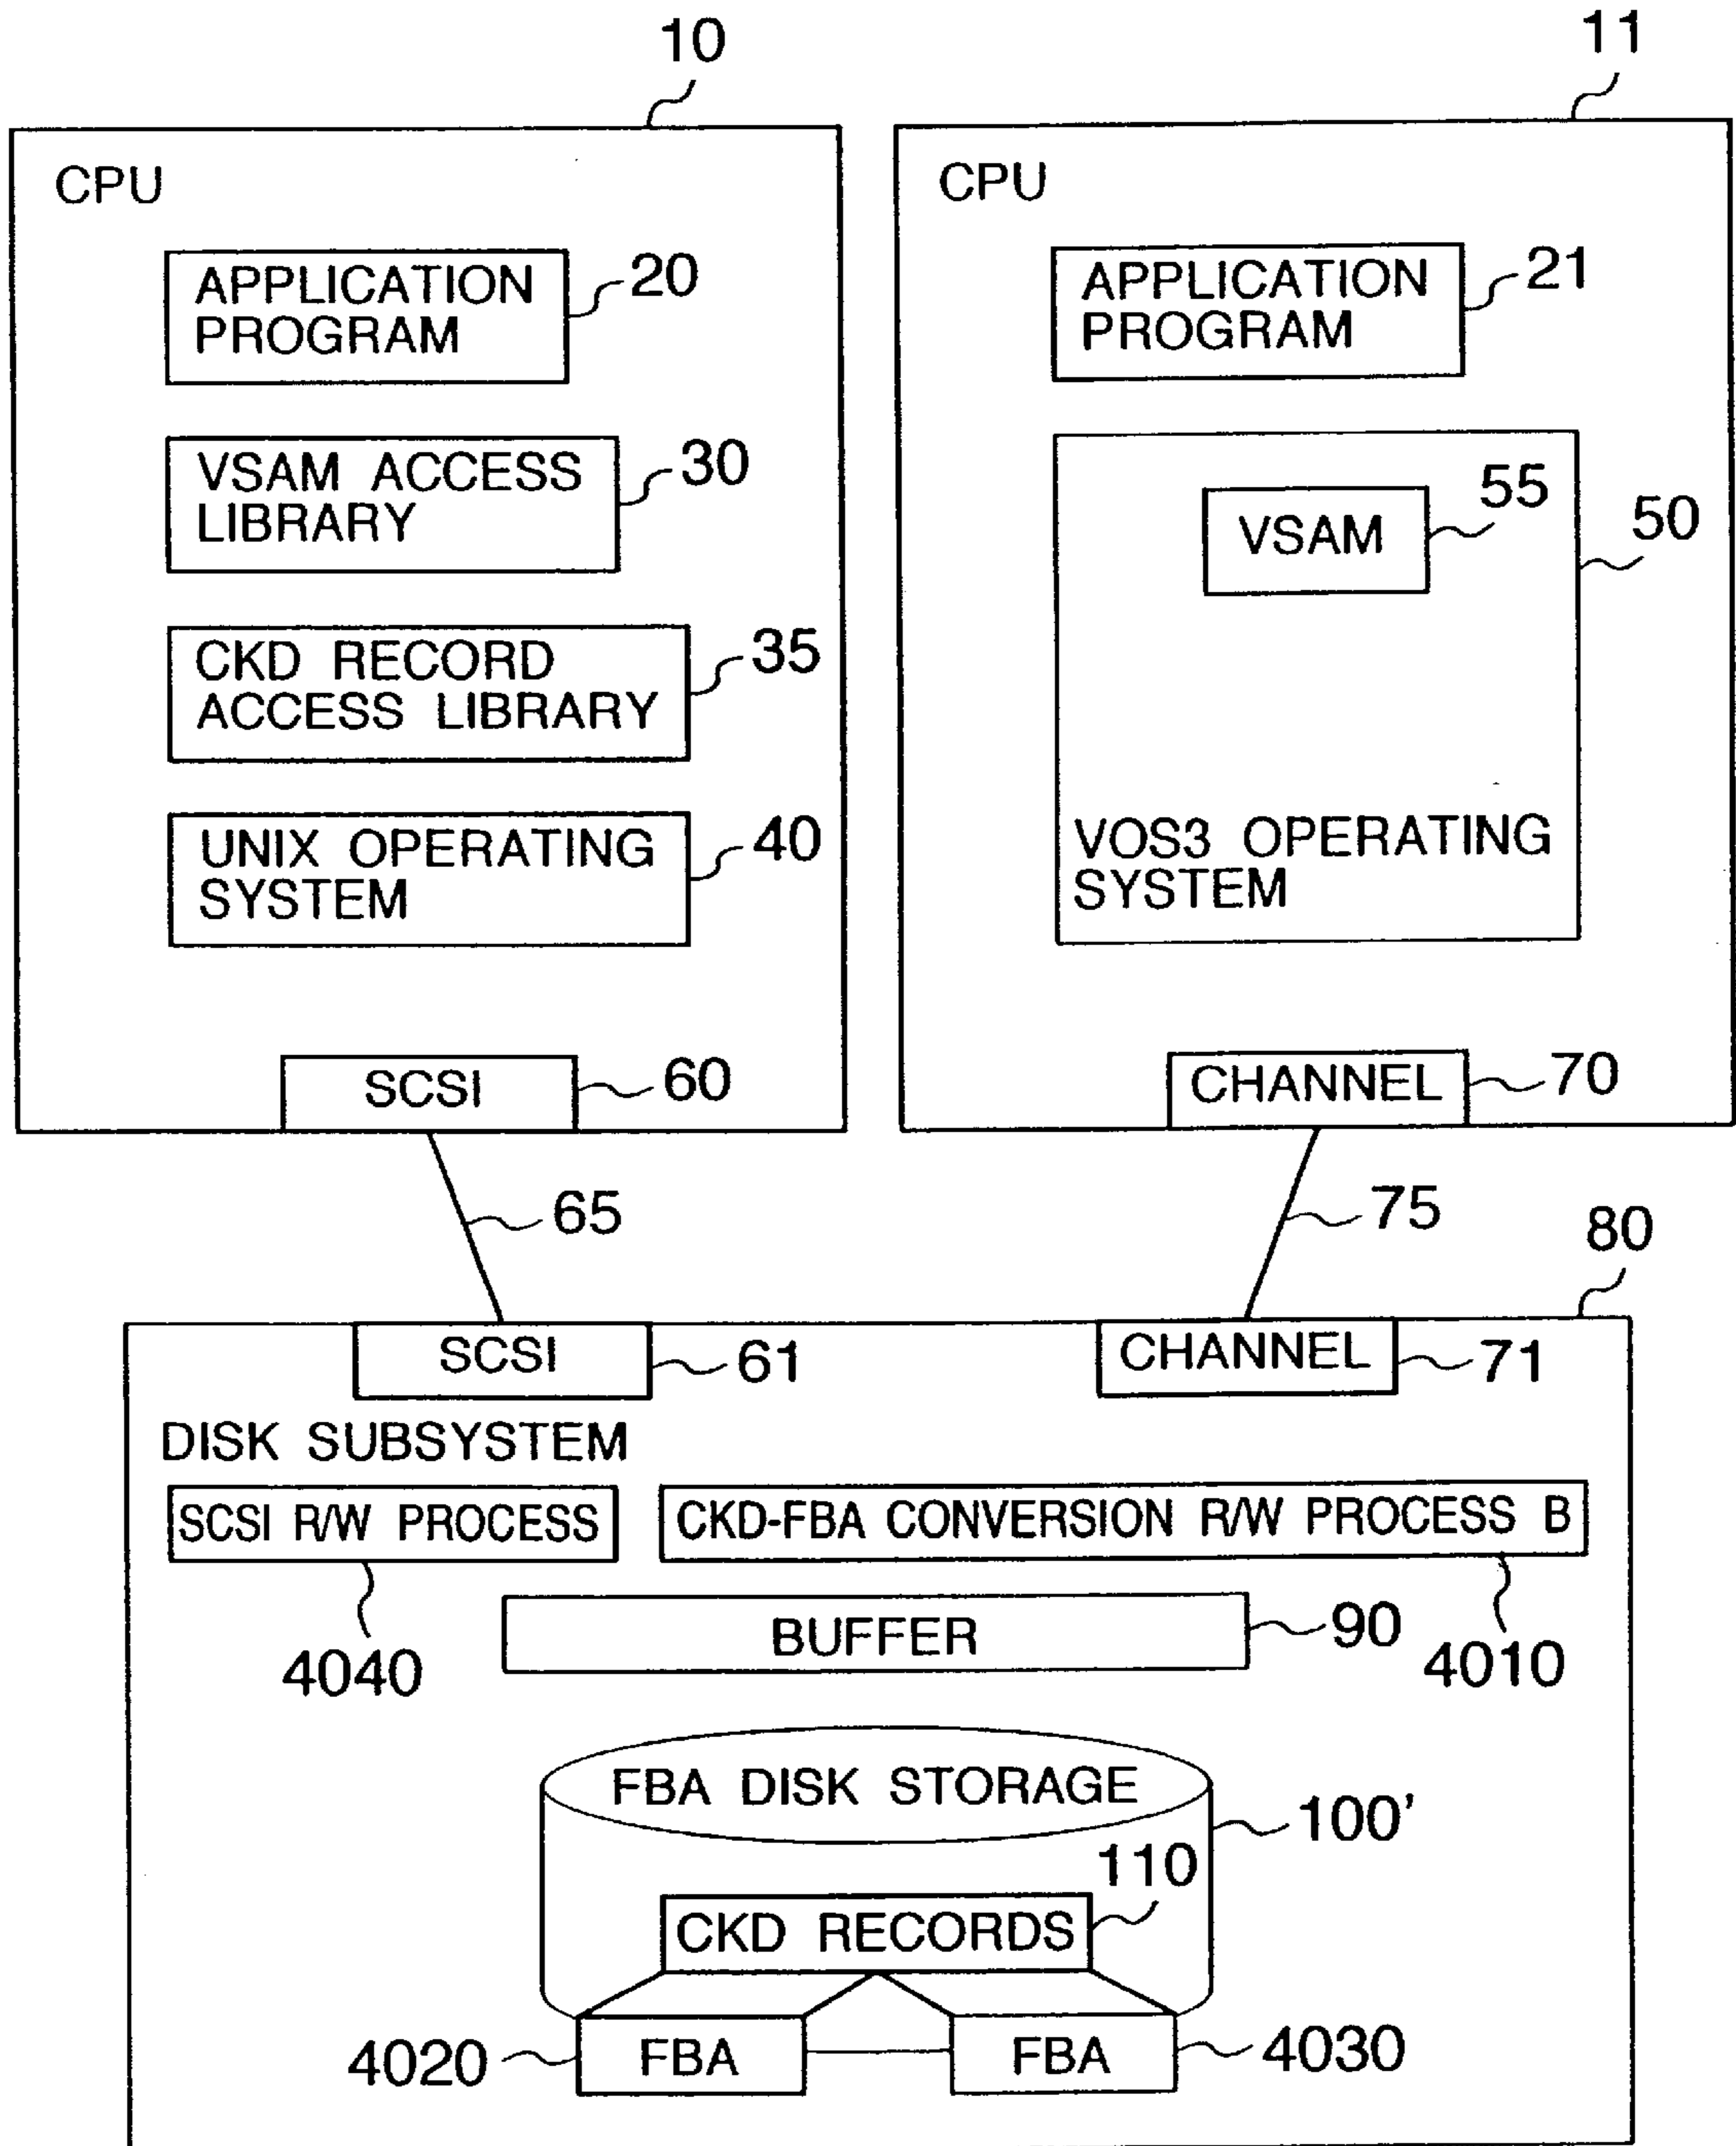 10
11
CPU
CPU
APPLICATION
PROGRAM
20
APPLICATION
PROGRAM
21
VSAM ACCESS
LIBRARY
30
VSAM
55
50
CKD RECORD
ACCESS LIBRARY
35
UNIX OPERATING
SYSTEM
40
VOS3 OPERATING
SYSTEM
SCSI
60
CHANNEL
70
65
75
80
SCSI
61
CHANNEL
71
DISK SUBSYSTEM
SCSI R/W PROCESS
CKD-FBA CONVERSION R/W PROCESS B
BUFFER
90
4040
4010
FBA DISK STORAGE
100'
110
CKD RECORDS
4020
FBA
FBA
4030